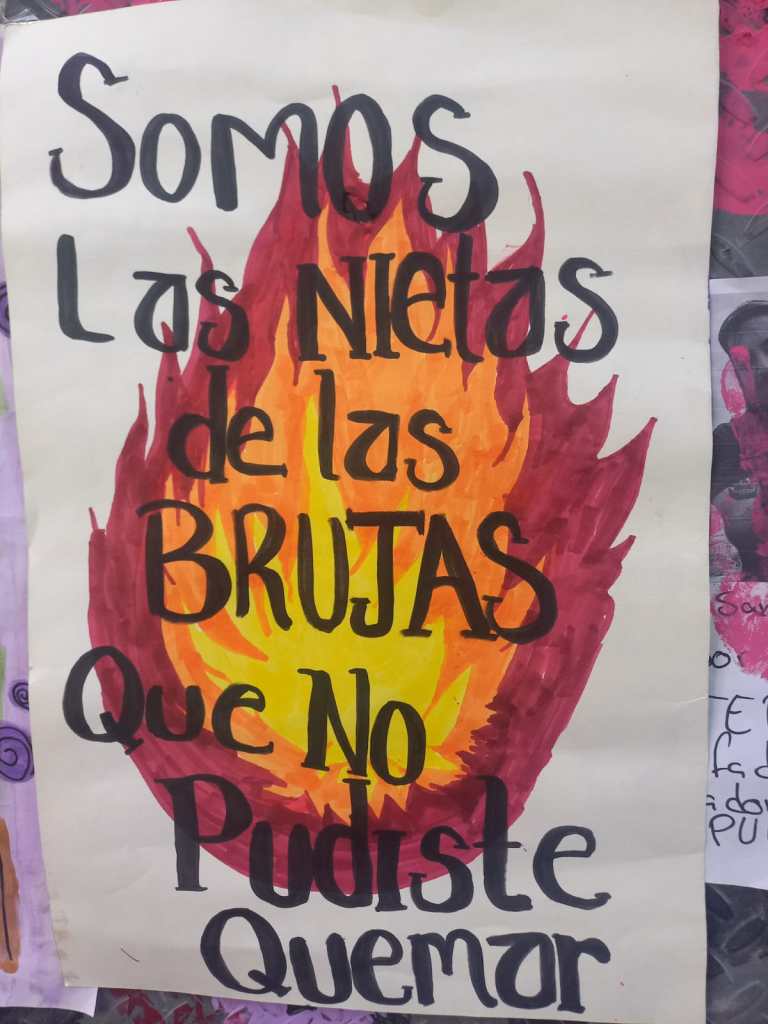 Somos
Las Nietas
de las
BRUJAS
Que No
Pudiste
Quemar